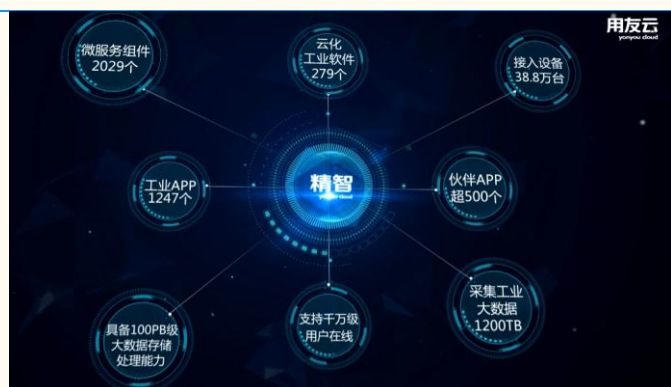 用友云
yonyou cloud
微服务组件
2029个
云化
工业软件
279个
接入设备
38.8万台
工业APP
1247个
精智
yonyou cloud
伙伴APP
超500个
具备100PB级
大数据存储
处理能力
支持千万级
用户在线
采集工业
大数据
1200TB